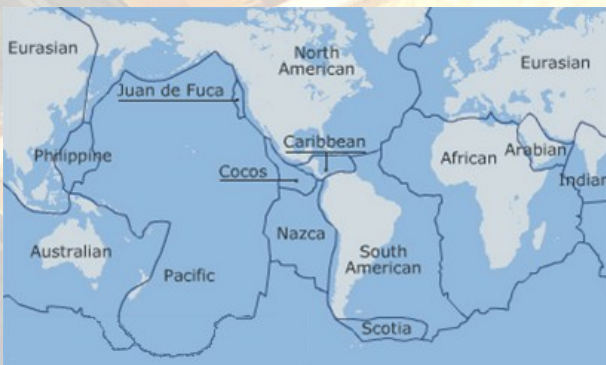 Eurasian
North
American
Eurasian
Juan de Fuca
Caribbean
Philippine
Cocos
African
Arabian
Indian
Australian
Nazca
South
American
Pacific
Scotia